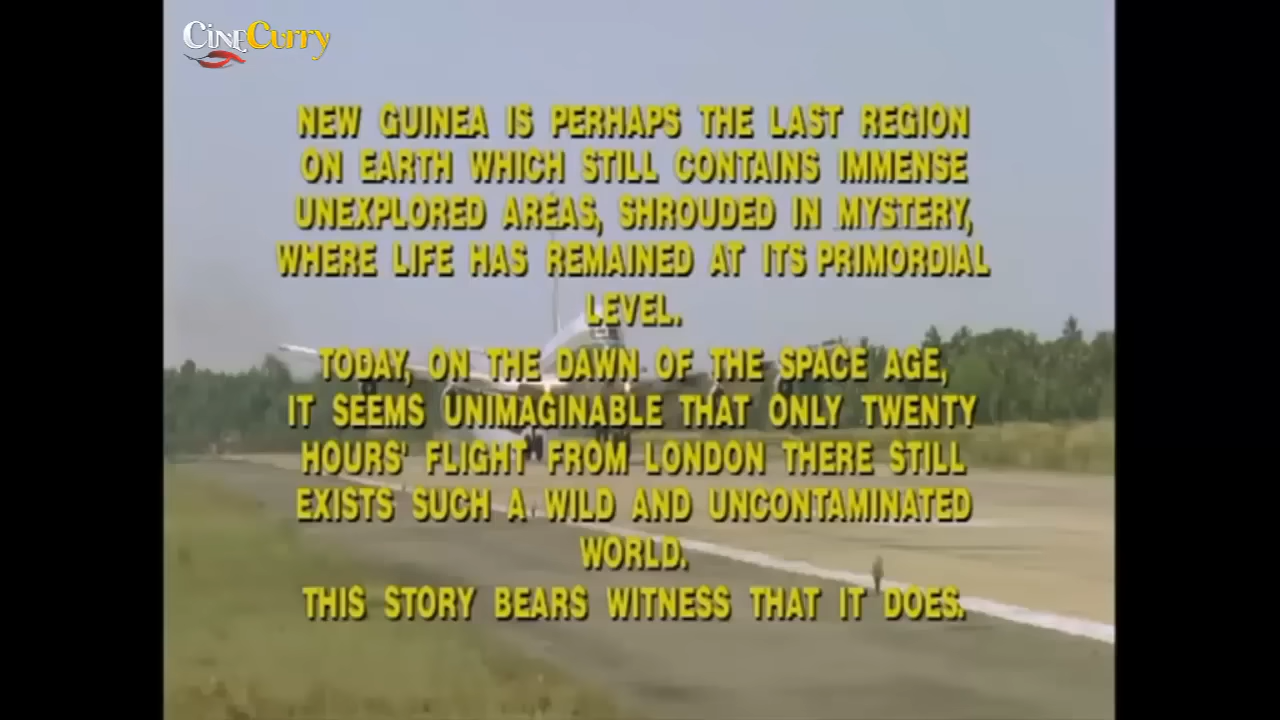 CineCurry
NEW GUINEA IS PERHAPS THE LAST REGION
ON EARTH WHICH STILL CONTAINS IMMENSE
UNEXPLORED AREAS, SHROUDED IN MYSTERY,
WHERE LIFE HAS REMAINED AT ITS PRIMORDIAL
LEVEL.
TODAY, ON THE DAWN OF THE SPACE AGE,
IT SEEMS UNIMAGINABLE THAT ONLY TWENTY
HOURS' FLIGHT FROM LONDON THERE STILL
EXISTS SUCH A WILD AND UNCONTAMINATED
WORLD.
THIS STORY BEARS WITNESS THAT IT DOES.